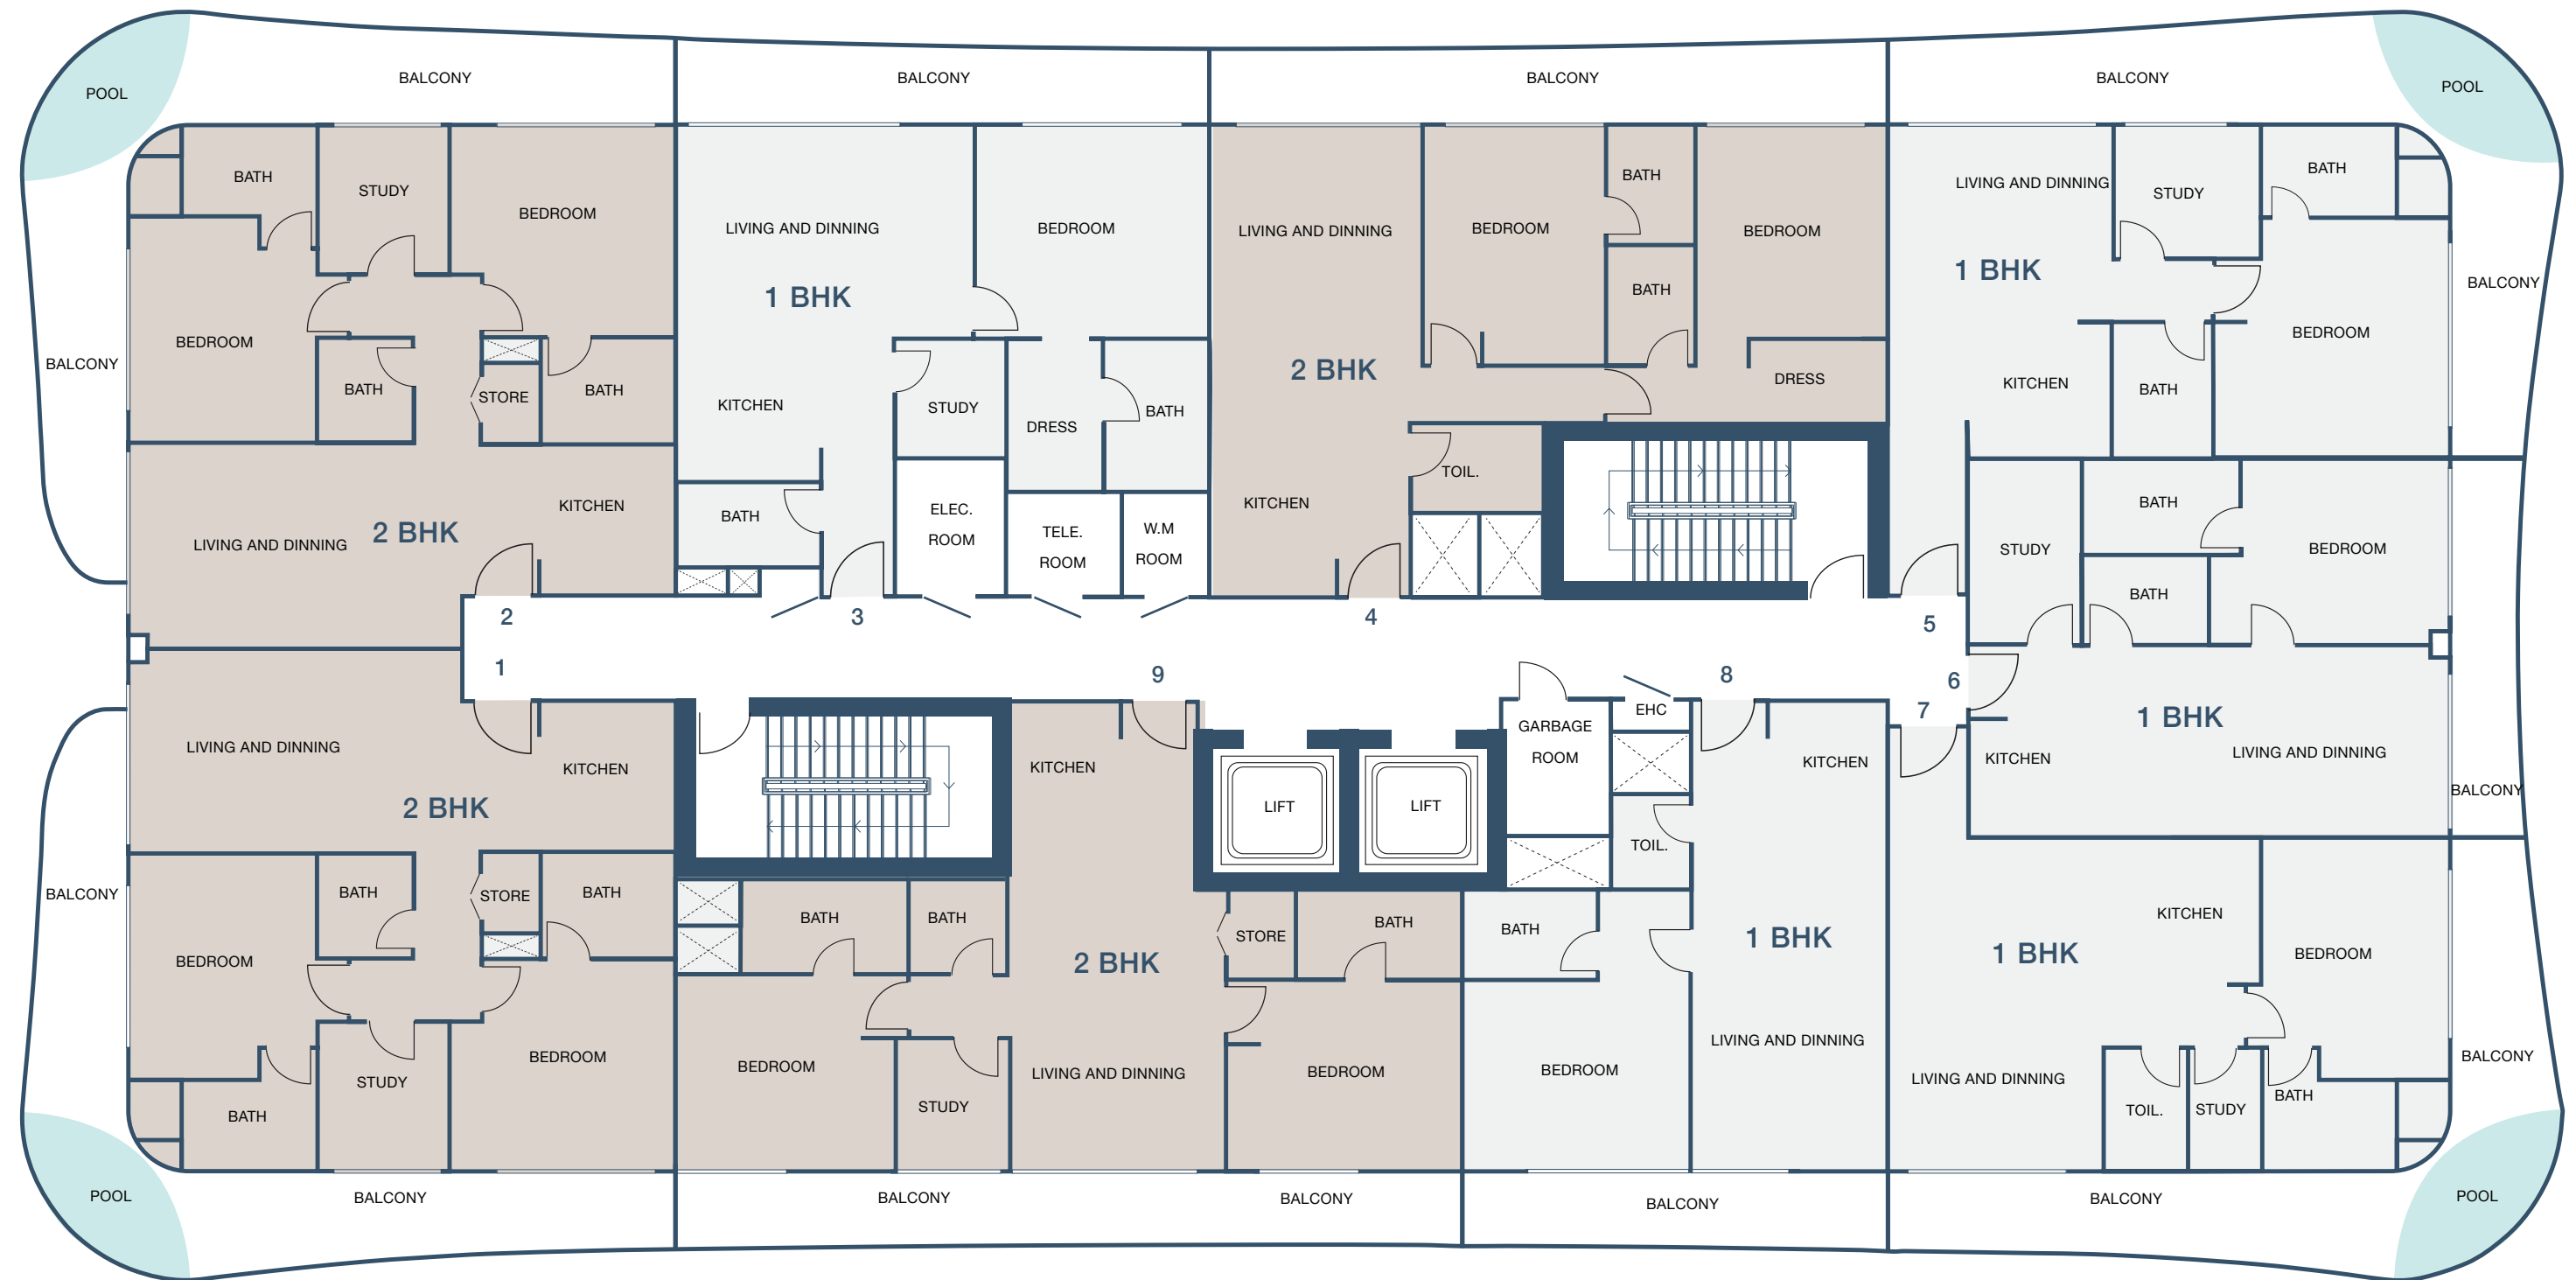 POOL
BALCONY
BALCONY
BALCONY
BALCONY
POOL
BATH
STUDY
BEDROOM
BEDROOM
BATH
STORE
BATH
BALCONY
KITCHEN
LIVING AND DINNING
2 BHK
2
LIVING AND DINNING
1 BHK
BEDROOM
KITCHEN
STUDY
DRESS
BATH
BATH
ELEC.
ROOM
TELE.
ROOM
W.M
ROOM
3
LIVING AND DINNING
BEDROOM
BATH
BATH
BEDROOM
DRESS
2 BHK
TOIL.
KITCHEN
4
LIVING AND DINNING
STUDY
BATH
1 BHK
BEDROOM
KITCHEN
BATH
BALCONY
5
STUDY
BATH
BATH
BEDROOM
6
1 BHK
KITCHEN
LIVING AND DINNING
BALCONY
1
LIVING AND DINNING
KITCHEN
2 BHK
BATH
STORE
BATH
BALCONY
BEDROOM
BEDROOM
STUDY
BATH
POOL
BALCONY
9
KITCHEN
LIFT
LIFT
BATH
BATH
2 BHK
STORE
BATH
BEDROOM
STUDY
LIVING AND DINNING
BEDROOM
BALCONY
BALCONY
8
GARBAGE
ROOM
EHC
TOIL.
KITCHEN
BATH
1 BHK
LIVING AND DINNING
BEDROOM
BALCONY
7
KITCHEN
1 BHK
BEDROOM
LIVING AND DINNING
TOIL.
STUDY
BATH
BALCONY
BALCONY
POOL